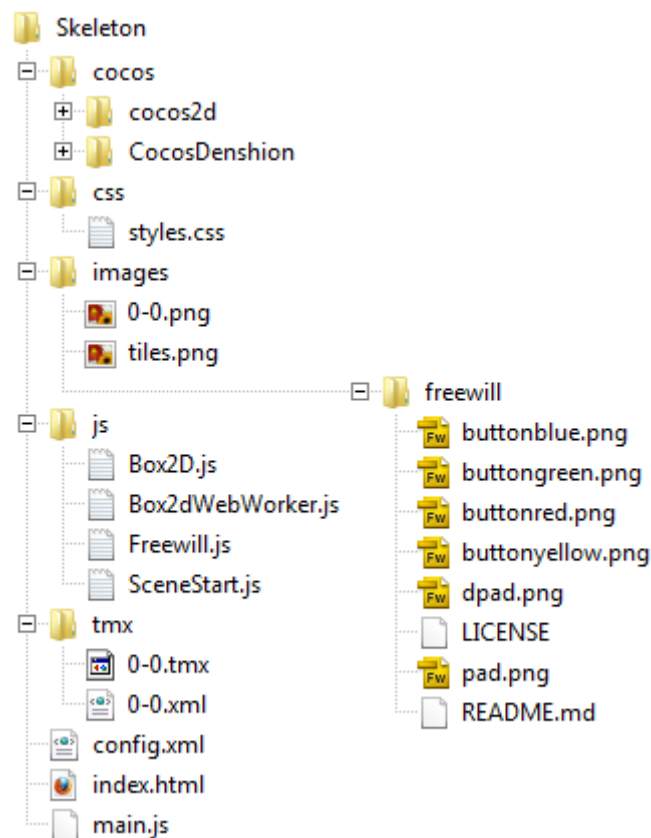 Skeleton
cocos
cocos2d
CocosDenshion
css
styles.css
images
0-0.png
tiles.png
freewill
buttonblue.png
buttongreen.png
buttonred.png
buttonyellow.png
dpad.png
LICENSE
pad.png
README.md
js
Box2D.js
Box2dWebWorker.js
Freewill.js
SceneStart.js
tmx
0-0.tmx
0-0.xml
config.xml
index.html
main.js